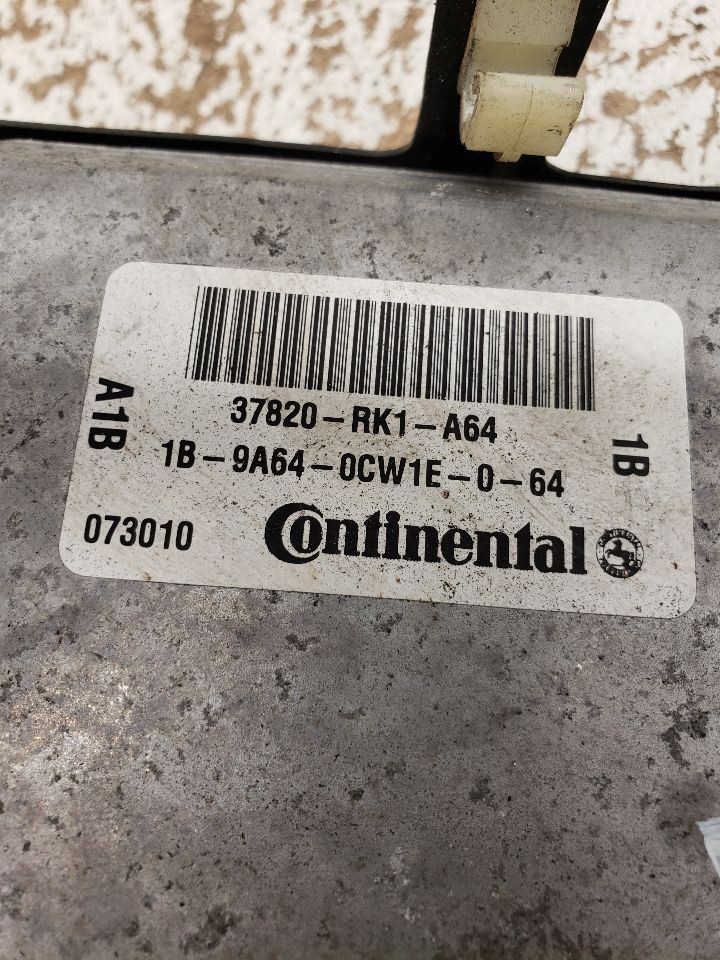 37820-RK1-A64
1B-9A64-0CW1E-0-64
A1B
1B
073010
Continental